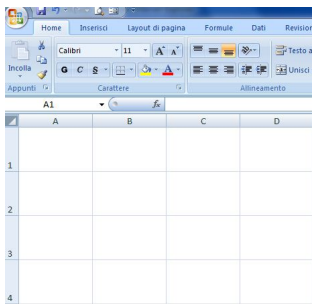 Home Inserisci Layout di pagina Formule Dati Revision
Calibri 11 A A Testo a
Incolla G C S A Unisci
Appunti Carattere Allineamento
A1 fx
A B C D
1
2
3
4